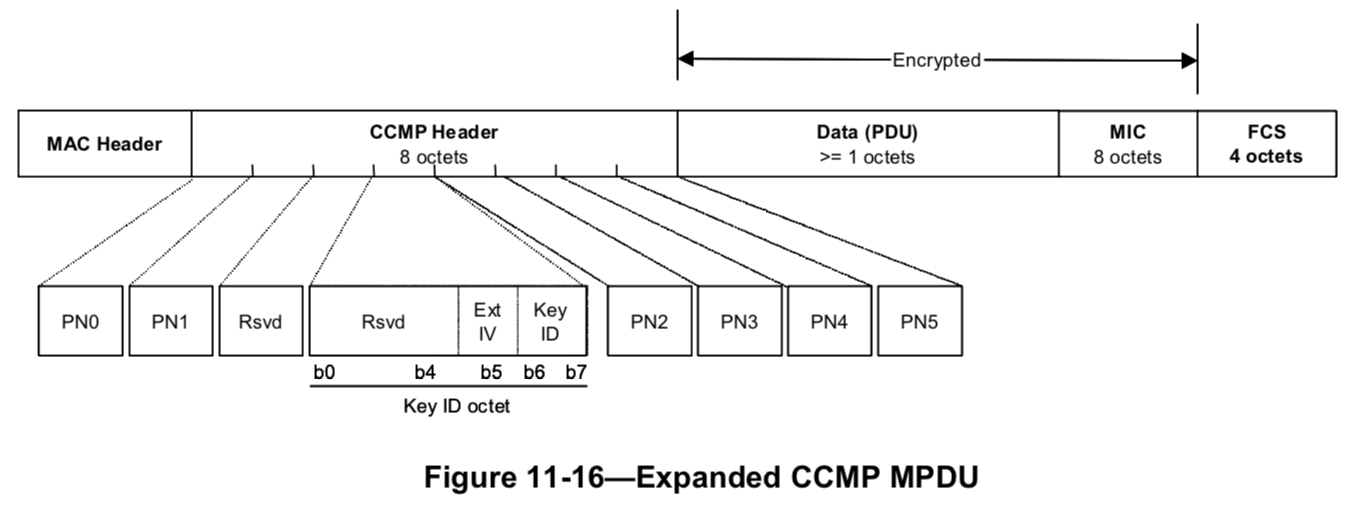 Encrypted
MAC Header
CCMP Header
8 octets
Data (PDU)
>= 1 octets
MIC
8 octets
FCS
4 octets
PN0
PN1
Rsvd
Rsvd
Ext
IV
Key
ID
PN2
PN3
PN4
PN5
b0 b4 b5 b6 b7
Key ID octet
Figure 11-16—Expanded CCMP MPDU